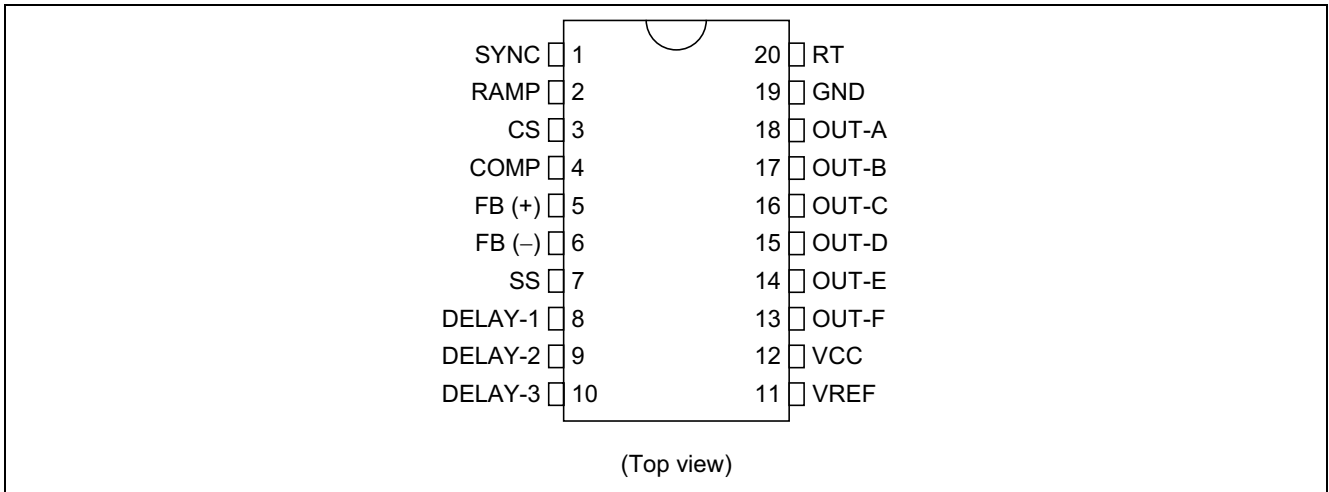 SYNC 1 20 RT
RAMP 2 19 GND
CS 3 18 OUT-A
COMP 4 17 OUT-B
FB (+) 5 16 OUT-C
FB (−) 6 15 OUT-D
SS 7 14 OUT-E
DELAY-1 8 13 OUT-F
DELAY-2 9 12 VCC
DELAY-3 10 11 VREF
(Top view)